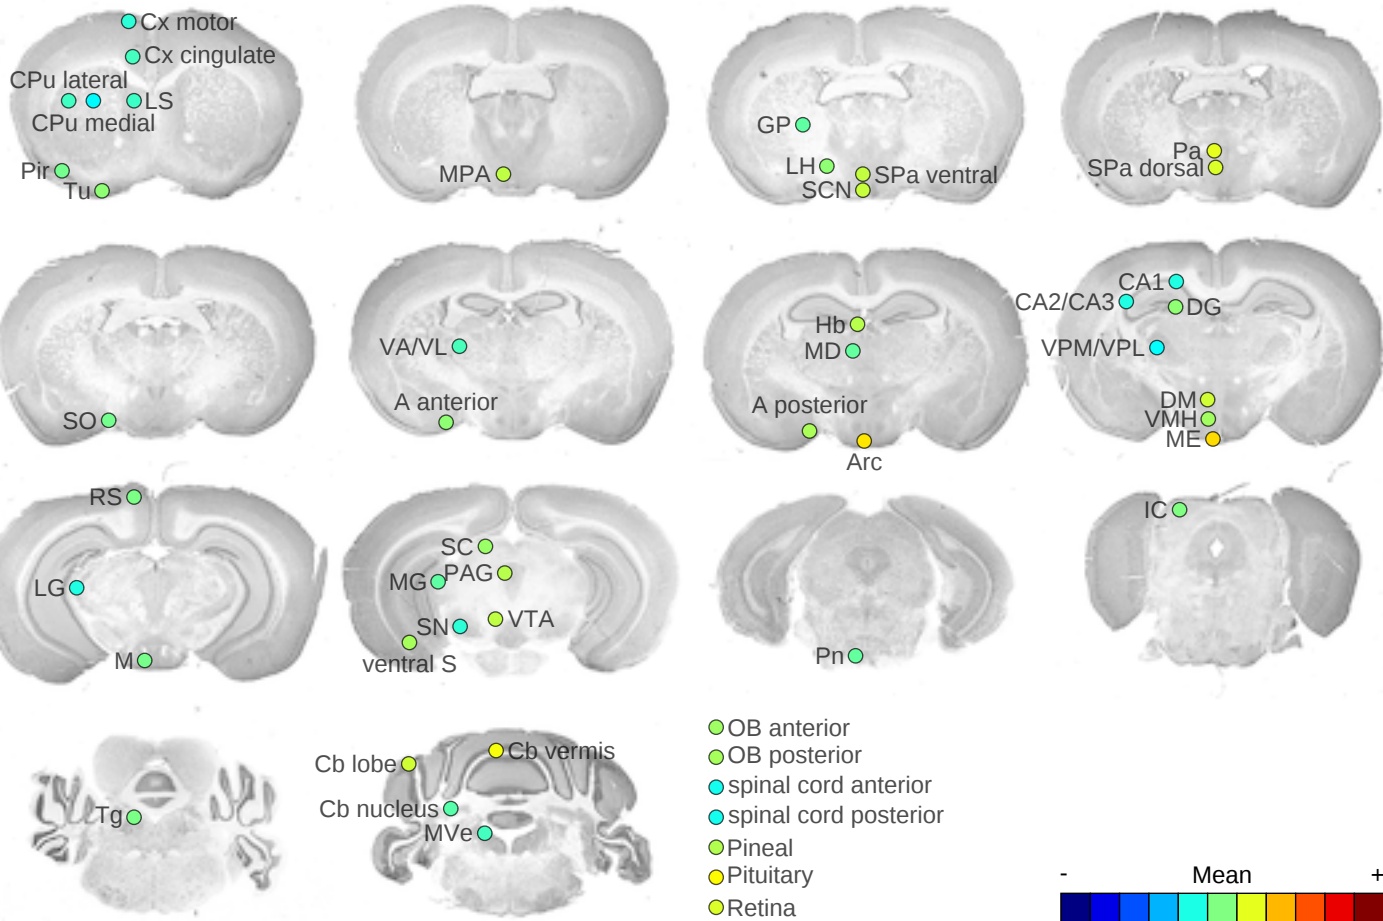 Cx motor
Cx cingulate
CPu lateral
LS
CPu medial
Pir
Tu
MPA
GP
LH
SPa ventral
SCN
Pa
SPa dorsal
SO
VA/VL
A anterior
Hb
MD
A posterior
Arc
CA1
CA2/CA3
DG
VPM/VPL
DM
VMH
ME
RS
LG
M
SC
MG
PAG
SN
VTA
ventral S
Pn
IC
Tg
Cb lobe
Cb vermis
Cb nucleus
MVe
OB anterior
OB posterior
spinal cord anterior
spinal cord posterior
Pineal
Pituitary
Retina
- Mean +